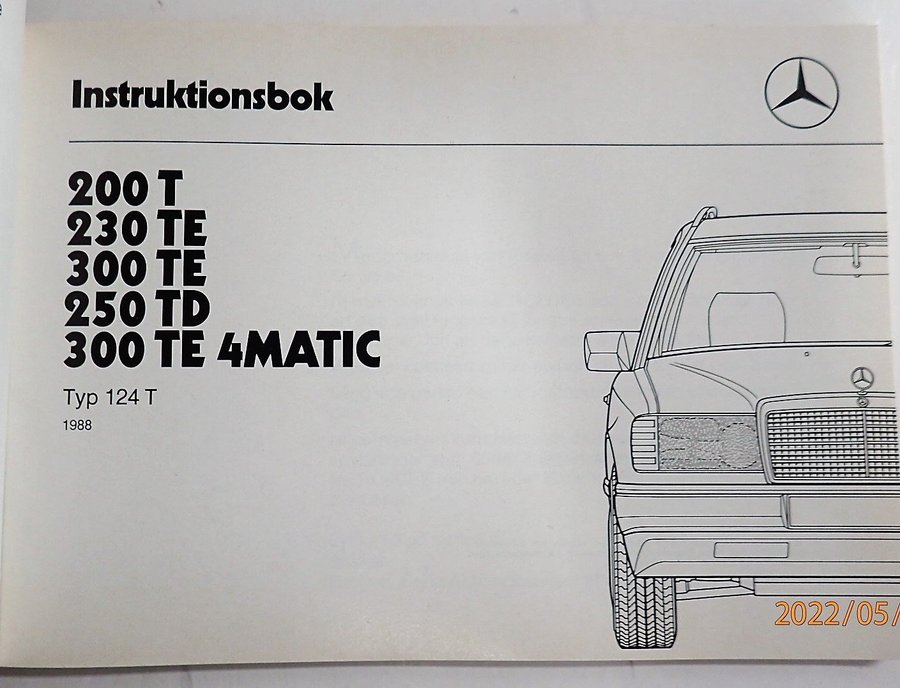 Instruktionsbok
200 T
230 TE
300 TE
250 TD
300 TE 4MATIC
Typ 124 T
1988
2022/05/